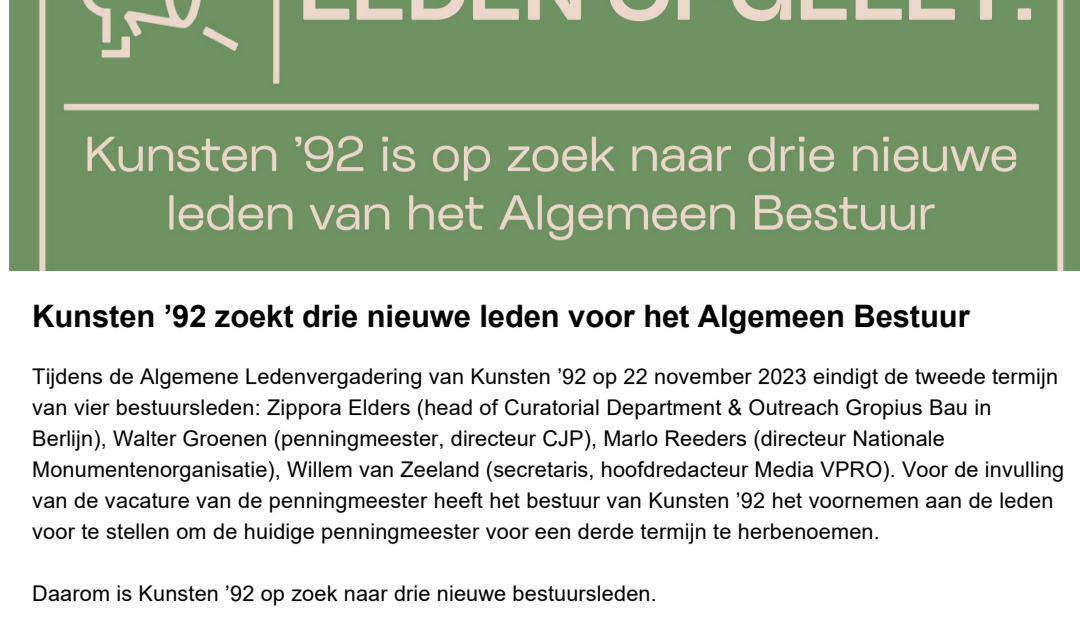 LEDEN OPGELET!
Kunsten ’92 is op zoek naar drie nieuwe
leden van het Algemeen Bestuur
Kunsten ’92 zoekt drie nieuwe leden voor het Algemeen Bestuur
Tijdens de Algemene Ledenvergadering van Kunsten ’92 op 22 november 2023 eindigt de tweede termijn
van vier bestuursleden: Zippora Elders (head of Curatorial Department & Outreach Gropius Bau in
Berlijn), Walter Groenen (penningmeester, directeur CJP), Marlo Reeders (directeur Nationale
Monumentenorganisatie), Willem van Zeeland (secretaris, hoofdredacteur Media VPRO). Voor de invulling
van de vacature van de penningmeester heeft het bestuur van Kunsten ’92 het voornemen aan de leden
voor te stellen om de huidige penningmeester voor een derde termijn te herbenoemen.
Daarom is Kunsten ’92 op zoek naar drie nieuwe bestuursleden.